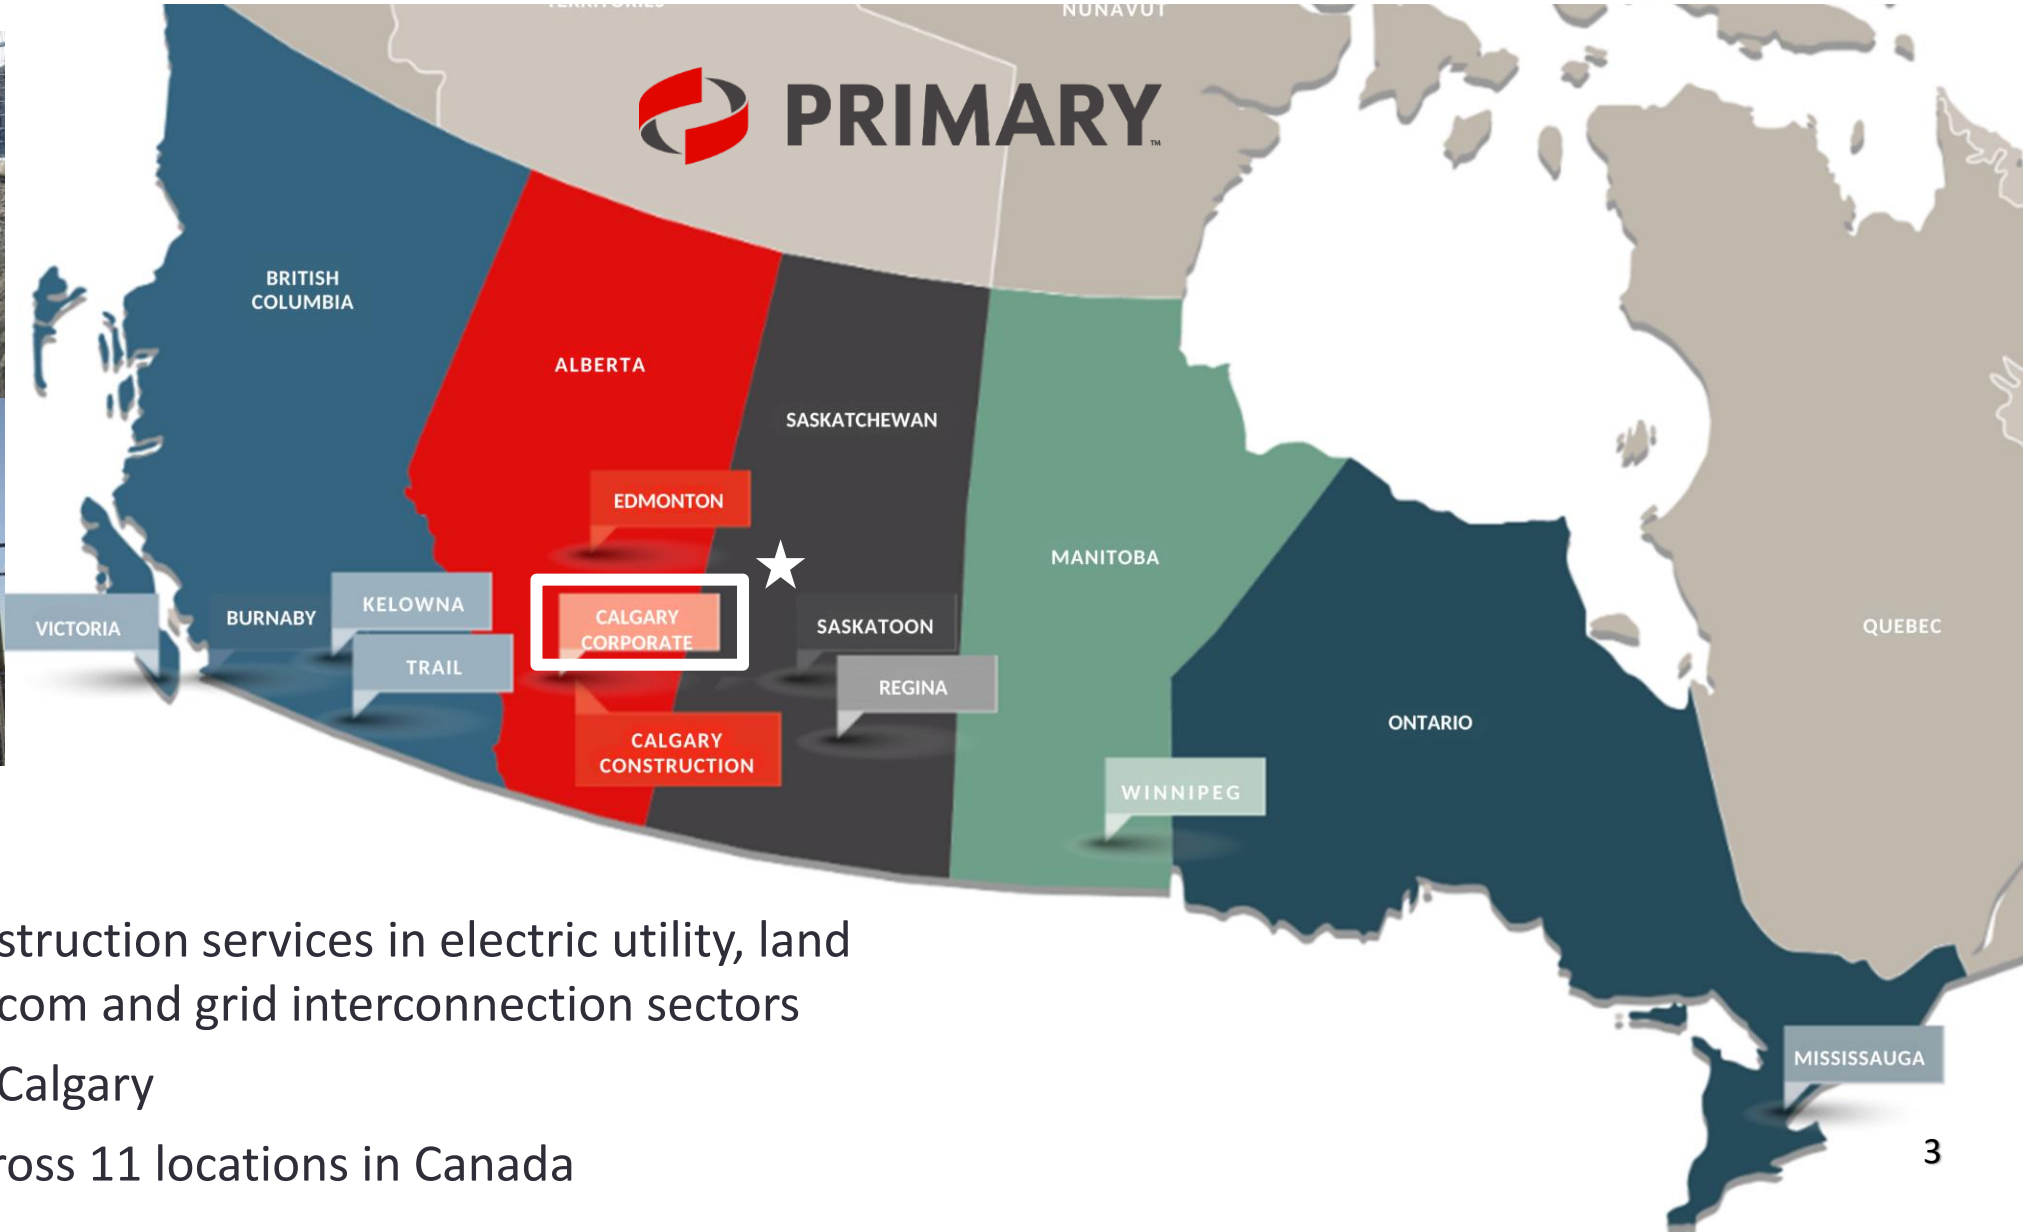 NUNAVUT
PRIMARY
TM
BRITISH
COLUMBIA
ALBERTA
SASKATCHEWAN
EDMONTON
MANITOBA
KELOWNA
BURNABY
CALGARY
CORPORATE
VICTORIA
SASKATOON
QUEBEC
TRAIL
REGINA
ONTARIO
CALGARY
CONSTRUCTION
WINNIPEG
struction services in electric utility, land
com and grid interconnection sectors
MISSISSAUGA
Calgary
ross 11 locations in Canada
3